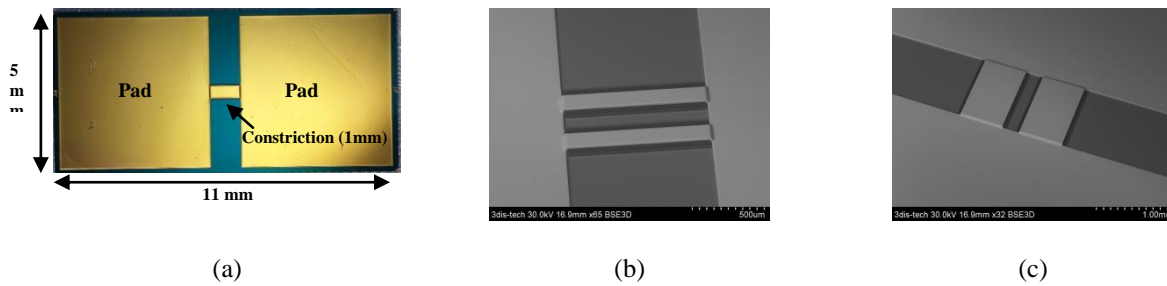 5
m
m
Pad
Pad
Constriction (1mm)
11 mm
3dis-tech 30.0kV 16.9mm x65 BSE3D
500um
3dis-tech 30.0kV 16.9mm x32 BSE3D
1.00mm
(a)
(b)
(c)